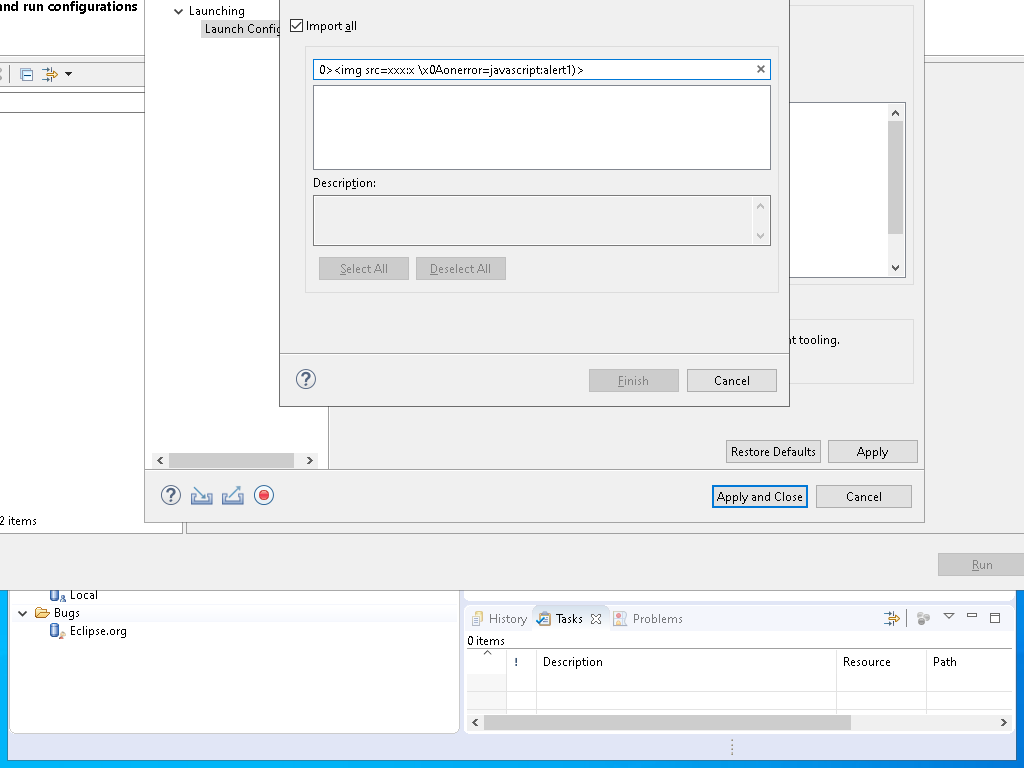 and run configurations
Launching
Launch Config
Import all
0><img src=xxx:x \x0Aonerror=javascript:alert1)>
Description:
Select All
Deselect All
nt tooling.
Finish
Cancel
Restore Defaults
Apply
Apply and Close
Cancel
2 items
Run
Local
Bugs
Eclipse.org
History
Tasks
Problems
0 items
! Description Resource Path